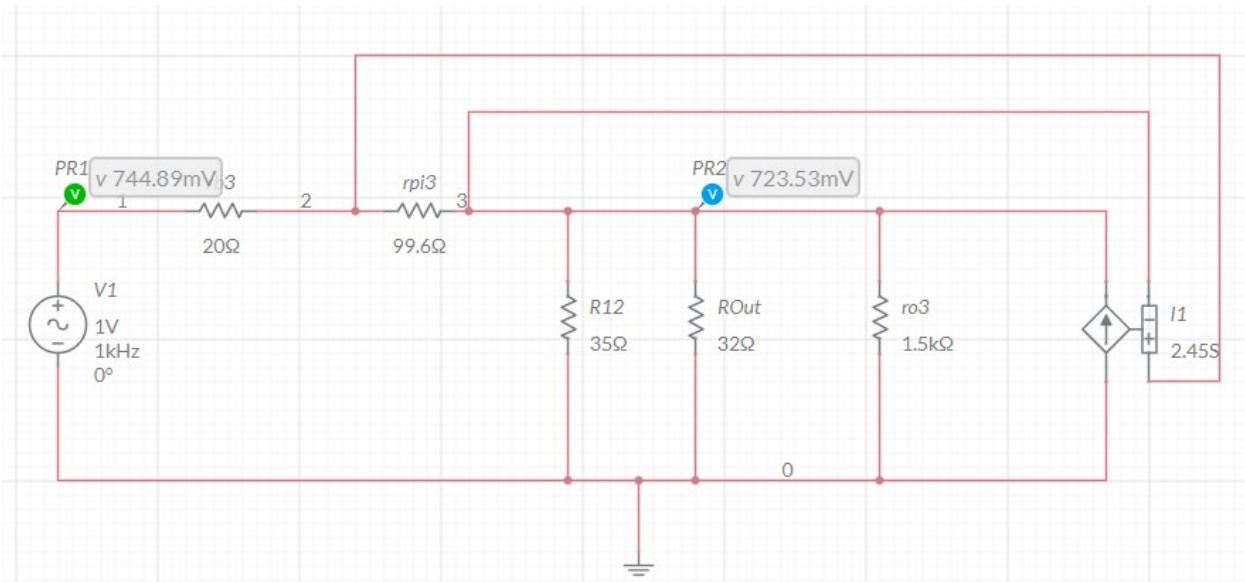 PR1
v 744.89mV
3
1
2
rpi3
3
PR2
v 723.53mV
V
V
20Ω
99.6Ω
V1
1V
1kHz
0°
+
−
R12
35Ω
ROut
32Ω
ro3
1.5kΩ
I1
2.45S
−
+
0